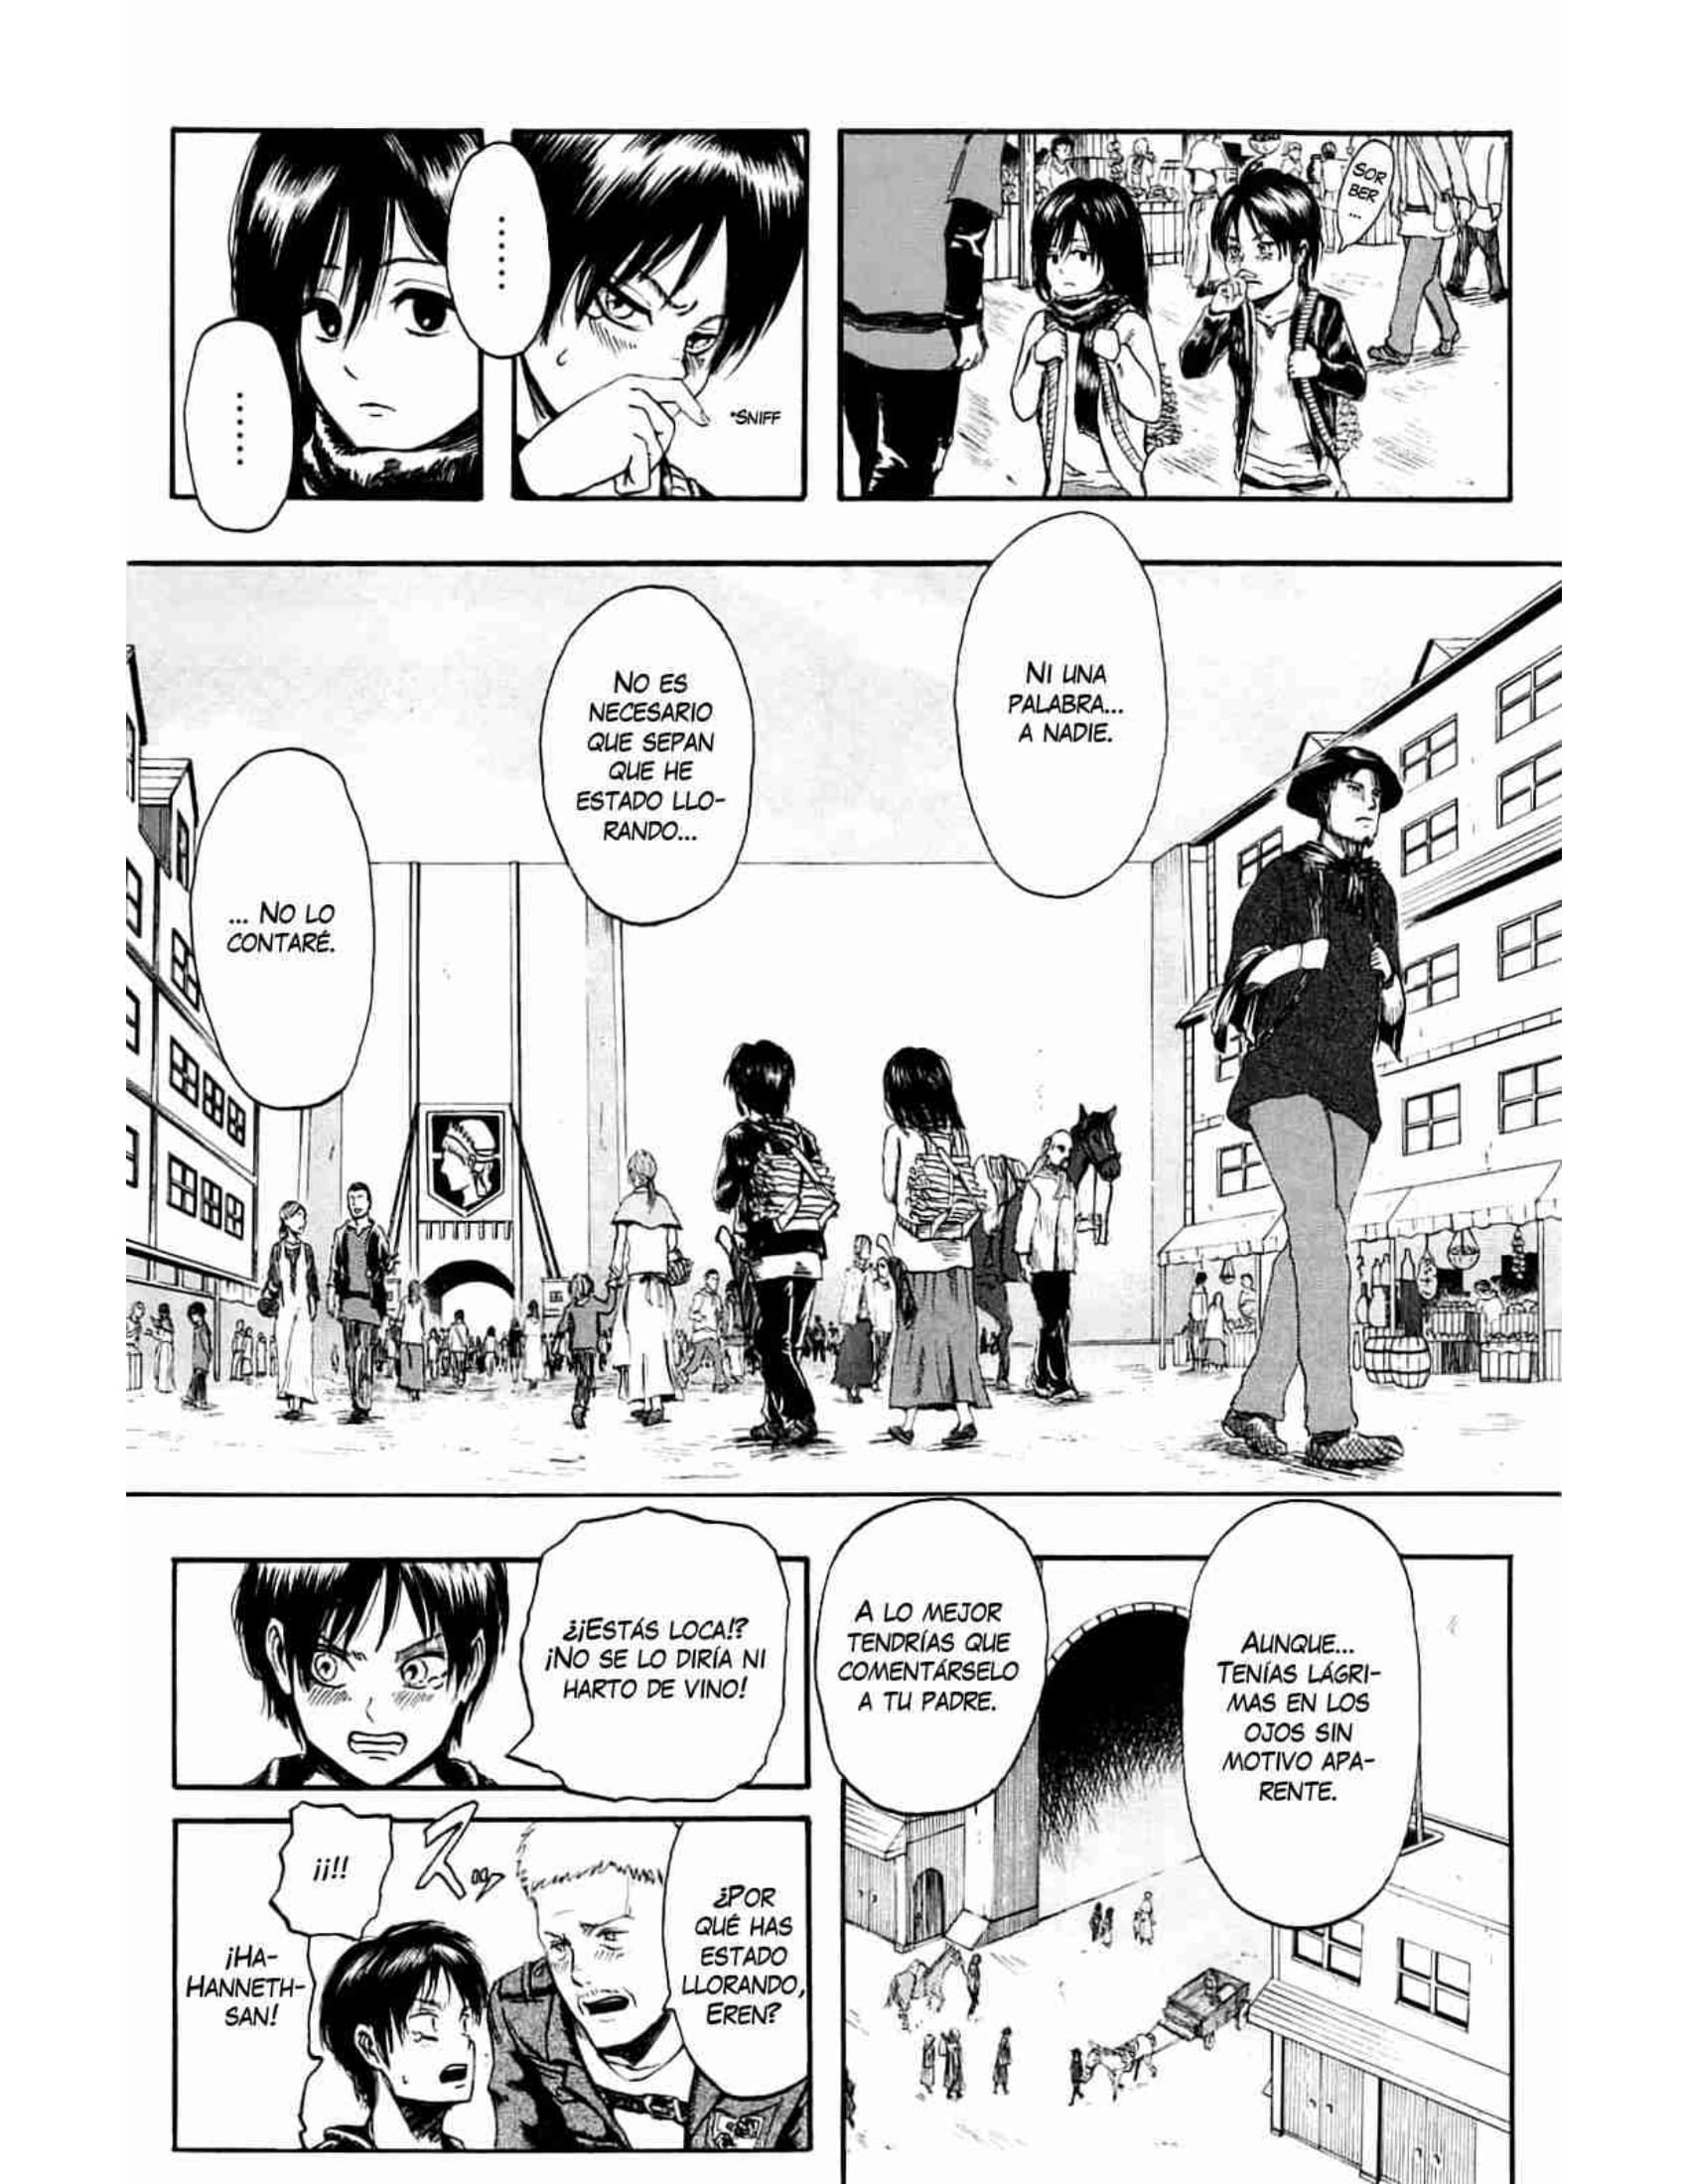 SOR
BER
...
......
*SNIFF
.....
NI UNA
PALABRA...
A NADIE.
NO ES
NECESARIO
QUE SEPAN
QUE HE
ESTADO LLO-
RANDO...
... NO LO
CONTARÉ.
AUNQUE...
TENÍAS LÁGRI-
MAS EN LOS
OJOS SIN
MOTIVO APA-
RENTE.
A LO MEJOR
TENDRÍAS QUE
COMENTÁRSELO
A TU PADRE.
¿¡ESTÁS LOCA!?
¡NO SE LO DIRÍA NI
HARTO DE VINO!
¿POR
QUÉ HAS
ESTADO
LLORANDO,
EREN?
ヌッ
¡¡!!
¡HA-
HANNETH-
SAN!